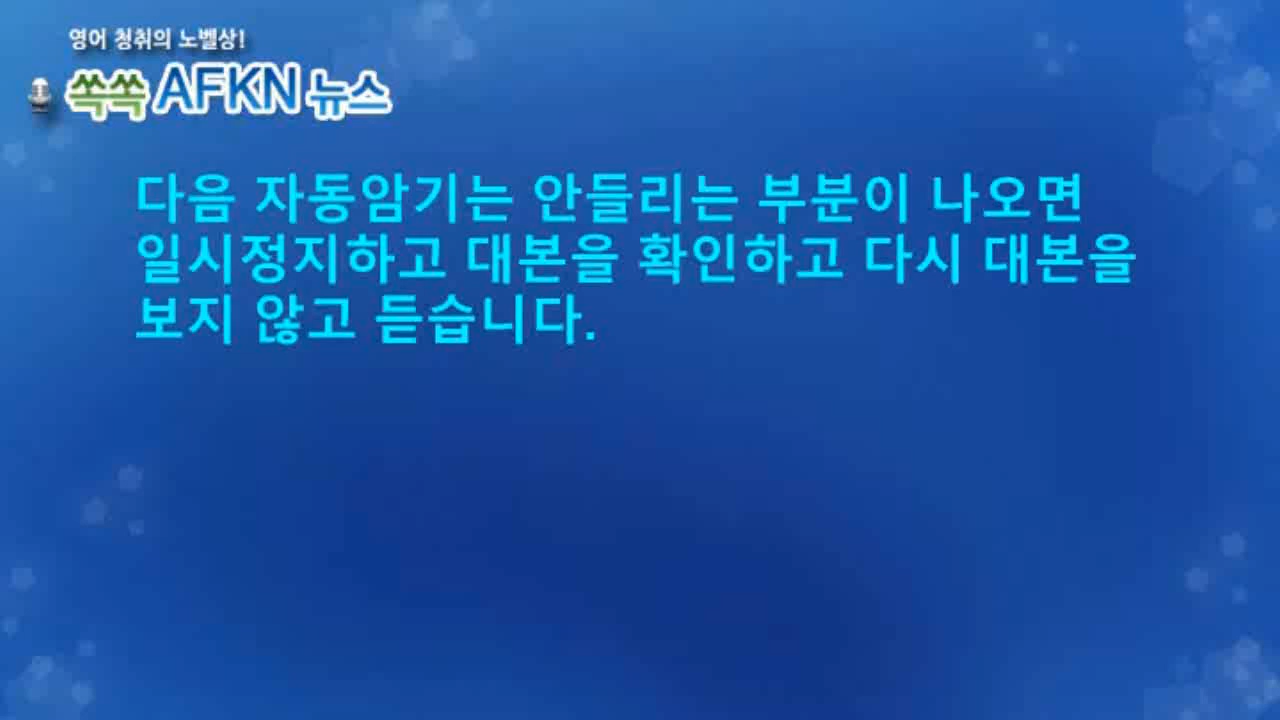 영어 청취의 노벨상!
쏙쏙 AFKN 뉴스
다음 자동암기는 안들리는 부분이 나오면
일시정지하고 대본을 확인하고 다시 대본을
보지 않고 듣습니다.